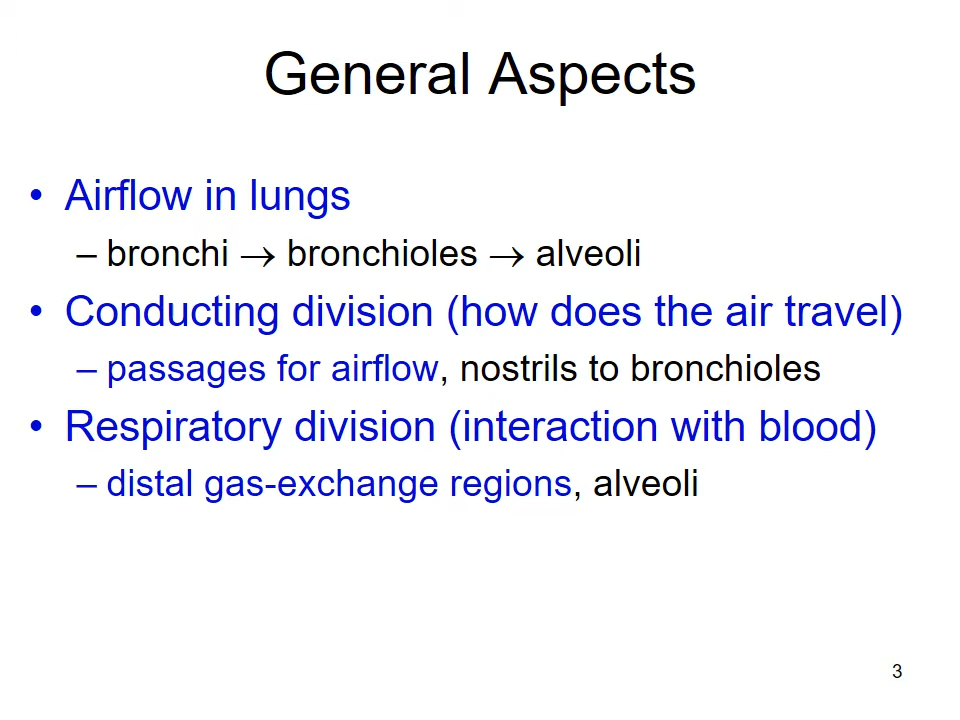 General Aspects
• Airflow in lungs
– bronchi → bronchioles → alveoli
• Conducting division (how does the air travel)
– passages for airflow, nostrils to bronchioles
• Respiratory division (interaction with blood)
– distal gas-exchange regions, alveoli
3